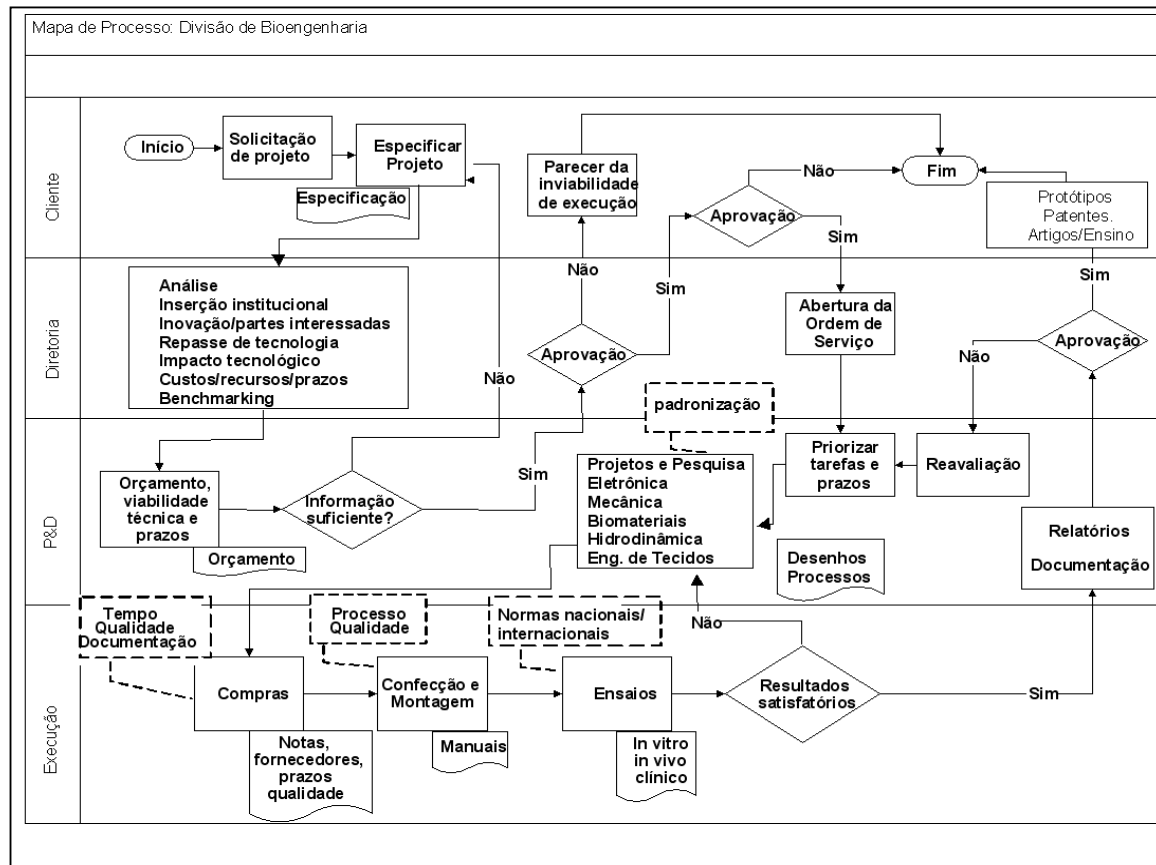 Mapa de Processo: Divisão de Bioengenharia
Cliente
Início
Solicitação
de projeto
Especificar
Projeto
Especificação
Não
Parecer da
inviabilidade
de execução
Não
Aprovação
Sim
Não
Sim
Fim
Protótipos
Patentes.
Artigos/Ensino
Sim
Diretoria
Análise
Inserção institucional
Inovação/partes interessadas
Repasse de tecnologia
Impacto tecnológico
Custos/recursos/prazos
Benchmarking
Aprovação
Abertura da
Ordem de
Serviço
Aprovação
Não
padronização
P&D
Orçamento,
viabilidade
técnica e
prazos
Orçamento
Informação
suficiente?
Sim
Projetos e Pesquisa
Eletrônica
Mecânica
Biomateriais
Hidrodinâmica
Eng. de Tecidos
Priorizar
tarefas e
prazos
Reavaliação
Desenhos
Processos
Relatórios
Documentação
Execução
Tempo
Qualidade
Documentação
Processo
Qualidade
Normas nacionais/
internacionais
Não
Compras
Confecção e
Montagem
Ensaios
Resultados
satisfatórios
Sim
Notas,
fornecedores,
prazos
qualidade
Manuais
In vitro
in vivo
clínico